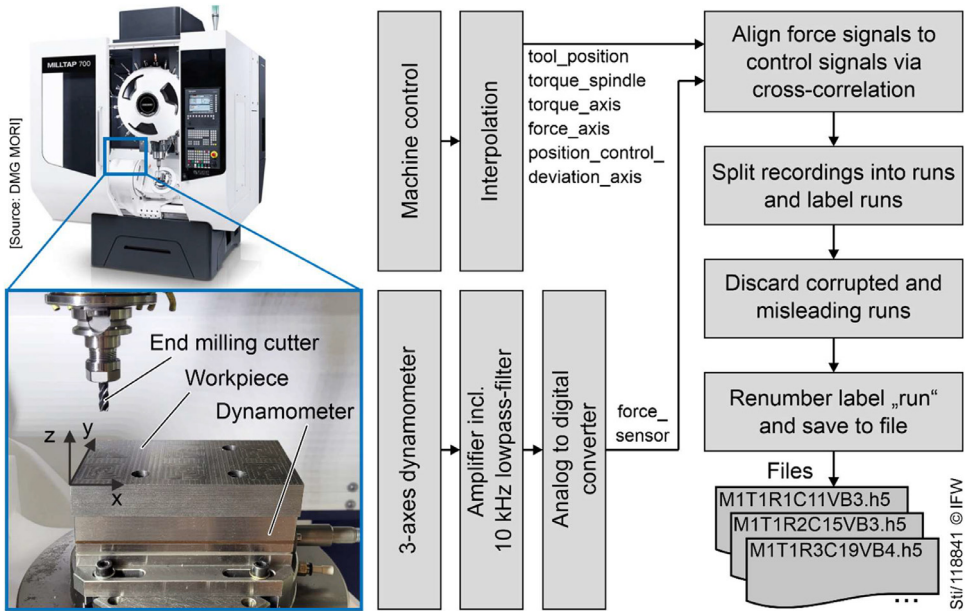 [Source: DMG MORI]
MILLTAP 700
End milling cutter
Workpiece
Dynamometer
z
y
x
Machine control
Interpolation
tool_position
torque_spindle
torque_axis
force_axis
position_control_
deviation_axis
3-axes dynamometer
Amplifier incl.
10 kHz lowpass-filter
Analog to digital
converter
force_
sensor
Align force signals to
control signals via
cross-correlation
Split recordings into runs
and label runs
Discard corrupted and
misleading runs
Renumber label „run“
and save to file
Files
M1T1R1C11VB3.h5
M1T1R2C15VB3.h5
M1T1R3C19VB4.h5
...
Sti/118841 © IFW